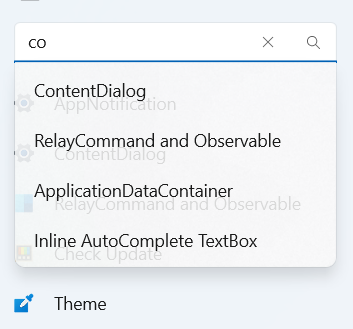 co
ContentDialog
AppNotification
RelayCommand and Observable
ContentDialog
ApplicationDataContainer
RelayCommand and Observable
Inline AutoComplete TextBox
Check Update
Theme